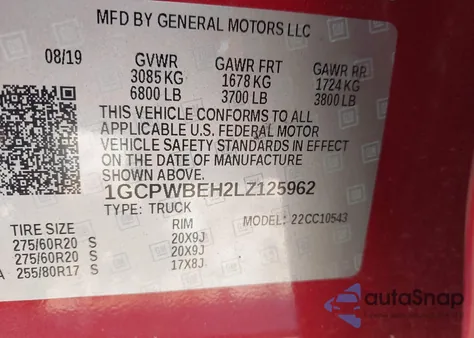 MFD BY GENERAL MOTORS LLC
08/19 GVWR GAWR FRT GAWR RR
3085 KG 1678 KG 1724 KG
6800 LB 3700 LB 3800 LB
THIS VEHICLE CONFORMS TO ALL
APPLICABLE U.S. FEDERAL MOTOR
VEHICLE SAFETY STANDARDS IN EFFECT
ON THE DATE OF MANUFACTURE
SHOWN ABOVE.
1GCPWBEH2LZ125962
TYPE: TRUCK MODEL: 22CC10543
TIRE SIZE RIM
275/60R20 S 20X9J
275/60R20 S 20X9J
A 255/80R17 S 17X8J
autoSnap